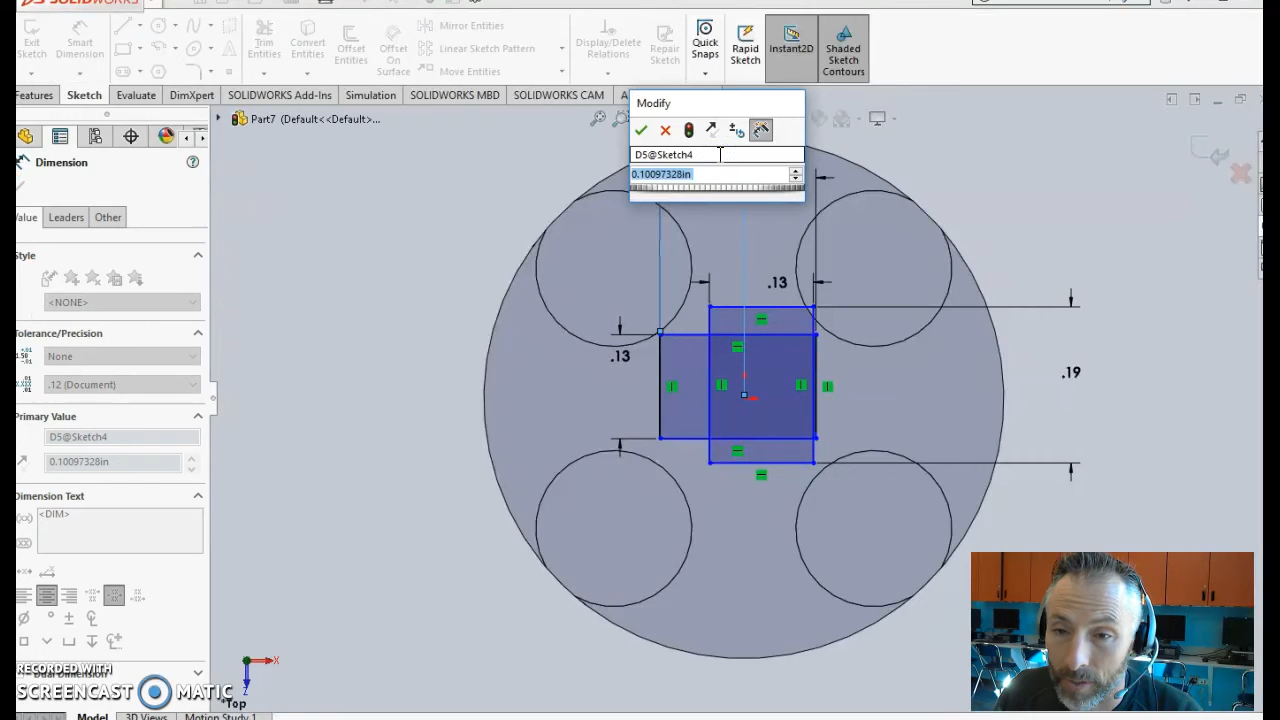 SOLIDWORKS
Exit Sketch
Smart Dimension
Trim Entities
Convert Entities
Offset Entities
Offset On Surface
Mirror Entities
Linear Sketch Pattern
Move Entities
Display/Delete Relations
Repair Sketch
Quick Snaps
Rapid Sketch
Instant2D
Shaded Sketch Contours
Features
Sketch
Evaluate
DimXpert
SOLIDWORKS Add-Ins
Simulation
SOLIDWORKS MBD
SOLIDWORKS CAM
Modify
Part7 (Default<<Default>...
D5@Sketch4
0.10097328in
Dimension
Value
Leaders
Other
Style
<NONE>
Tolerance/Precision
None
.12 (Document)
Primary Value
D5@Sketch4
0.10097328in
Dimension Text
<DIM>
Dual Dimension
.13
.13
.19
RECORDED WITH
SCREENCAST MATIC
*Top
X
Z
Model
3D Views
Motion Study 1